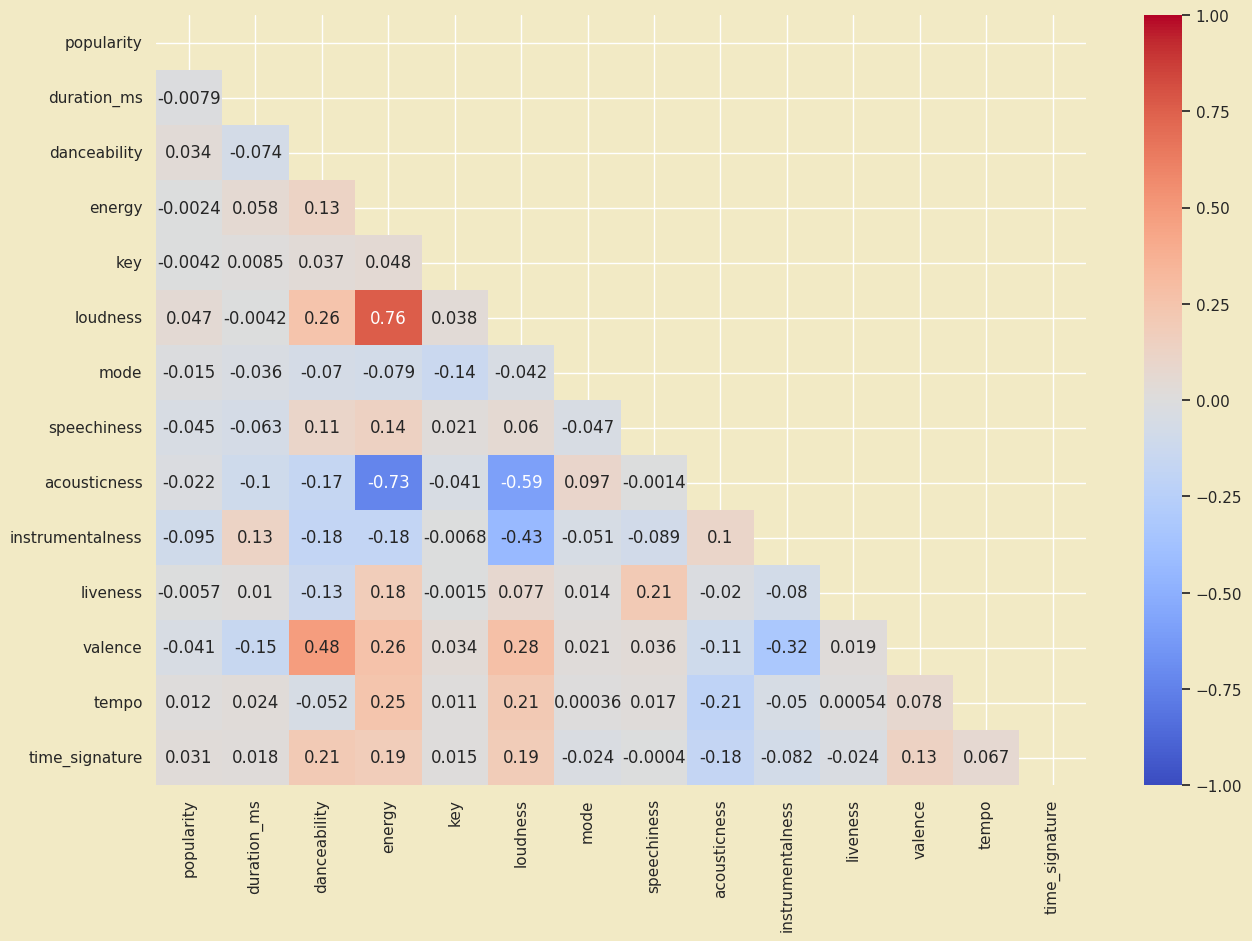 popularity
duration_ms -0.0079
danceability 0.034 -0.074
energy -0.0024 0.058 0.13
key -0.0042 0.0085 0.037 0.048
loudness 0.047 -0.0042 0.26 0.76 0.038
mode -0.015 -0.036 -0.07 -0.079 -0.14 -0.042
speechiness -0.045 -0.063 0.11 0.14 0.021 0.06 -0.047
acousticness -0.022 -0.1 -0.17 -0.73 -0.041 -0.59 0.097 -0.0014
instrumentalness -0.095 0.13 -0.18 -0.18 -0.0068 -0.43 -0.051 -0.089 0.1
liveness -0.0057 0.01 -0.13 0.18 -0.0015 0.077 0.014 0.21 -0.02 -0.08
valence -0.041 -0.15 0.48 0.26 0.034 0.28 0.021 0.036 -0.11 -0.32 0.019
tempo 0.012 0.024 -0.052 0.25 0.011 0.21 0.00036 0.017 -0.21 -0.05 0.00054 0.078
time_signature 0.031 0.018 0.21 0.19 0.015 0.19 -0.024 -0.0004 -0.18 -0.082 -0.024 0.13 0.067
popularity
duration_ms
danceability
energy
key
loudness
mode
speechiness
acousticness
instrumentalness
liveness
valence
tempo
time_signature
1.00
0.75
0.50
0.25
0.00
−0.25
−0.50
−0.75
−1.00